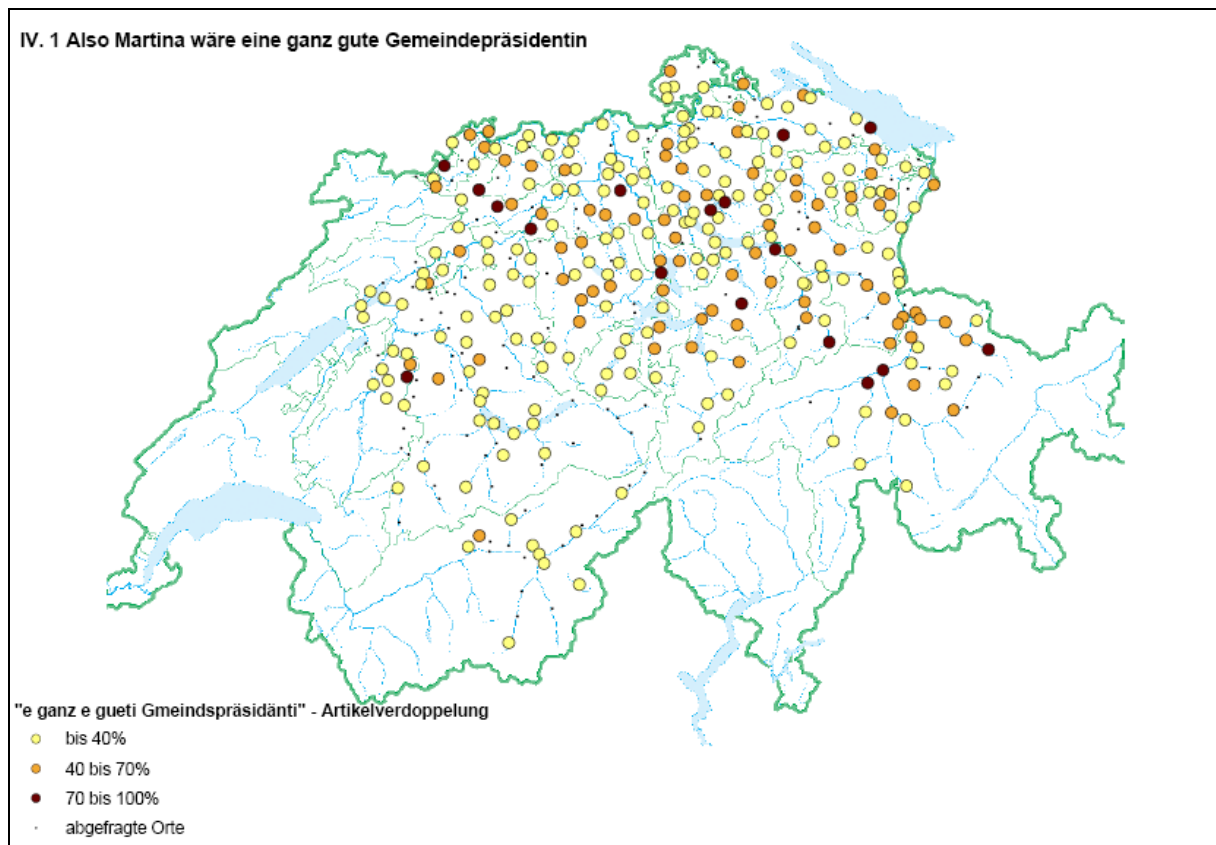 IV. 1 Also Martina wäre eine ganz gute Gemeindepräsidentin
"e ganz e gueti Gmeindspräsidänti" - Artikelverdoppelung
bis 40%
40 bis 70%
70 bis 100%
abgefragte Orte